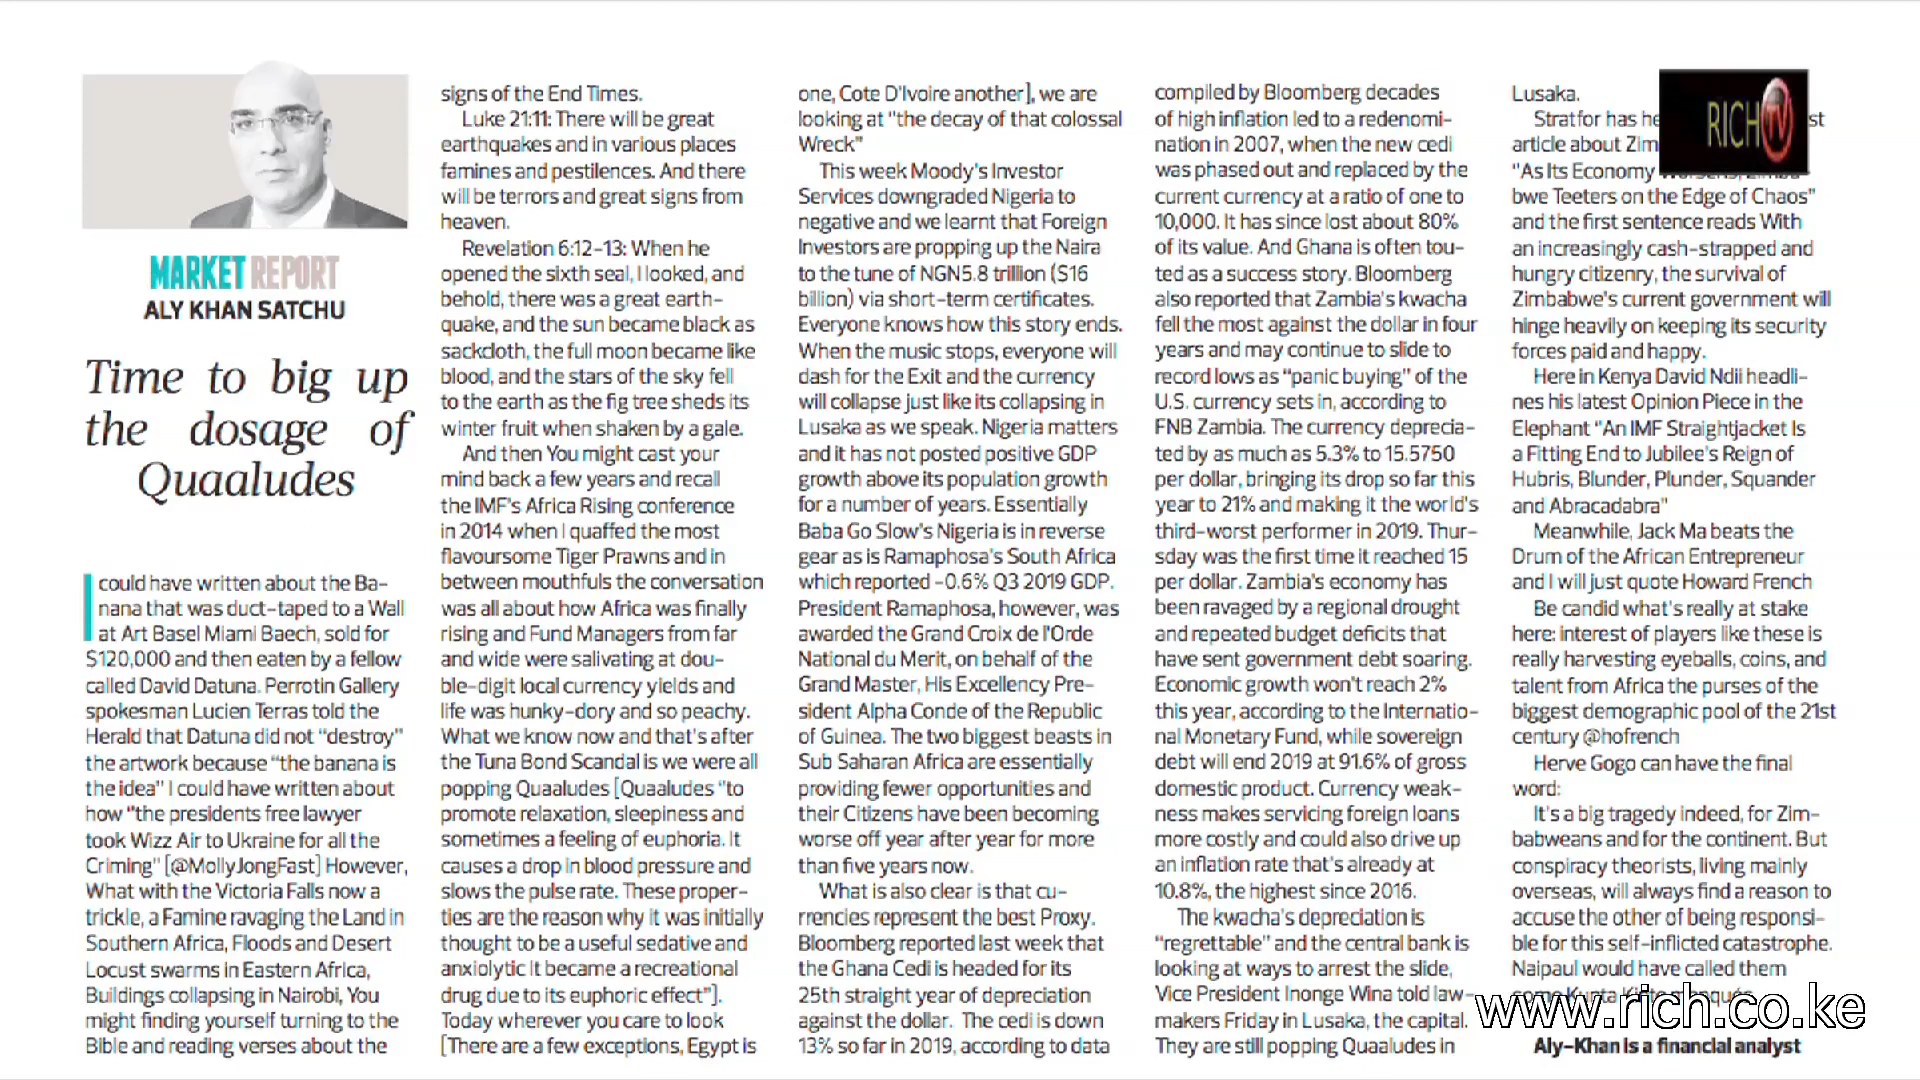 MARKET REPORT
ALY KHAN SATCHU
Time to big up
the dosage of
Quaaludes
I could have written about the Ba-
nana that was duct-taped to a Wall
at Art Basel Miami Baech, sold for
$120,000 and then eaten by a fellow
called David Datuna. Perrotin Gallery
spokesman Lucien Terras told the
Herald that Datuna did not "destroy"
the artwork because "the banana is
the idea" I could have written about
how "the presidents free lawyer
took Wizz Air to Ukraine for all the
Criming" [@MollyJongFast] However,
What with the Victoria Falls now a
trickle, a Famine ravaging the Land in
Southern Africa, Floods and Desert
Locust swarms in Eastern Africa,
Buildings collapsing in Nairobi, You
might finding yourself turning to the
Bible and reading verses about the
signs of the End Times.
Luke 21:11: There will be great
earthquakes and in various places
famines and pestilences. And there
will be terrors and great signs from
heaven.
Revelation 6:12-13: When he
opened the sixth seal, I looked, and
behold, there was a great earth-
quake, and the sun became black as
sackcloth, the full moon became like
blood, and the stars of the sky fell
to the earth as the fig tree sheds its
winter fruit when shaken by a gale.
And then You might cast your
mind back a few years and recall
the IMF's Africa Rising conference
in 2014 when I quaffed the most
flavoursome Tiger Prawns and in
between mouthfuls the conversation
was all about how Africa was finally
rising and Fund Managers from far
and wide were salivating at dou-
ble-digit local currency yields and
life was hunky-dory and so peachy.
What we know now and that's after
the Tuna Bond Scandal is we were all
popping Quaaludes [Quaaludes "to
promote relaxation, sleepiness and
sometimes a feeling of euphoria. It
causes a drop in blood pressure and
slows the pulse rate. These proper-
ties are the reason why it was initially
thought to be a useful sedative and
anxiolytic It became a recreational
drug due to its euphoric effect"].
Today wherever you care to look
[There are a few exceptions, Egypt is
one, Cote D'Ivoire another], we are
looking at "the decay of that colossal
Wreck"
This week Moody's Investor
Services downgraded Nigeria to
negative and we learnt that Foreign
Investors are propping up the Naira
to the tune of NGN5.8 trillion ($16
billion) via short-term certificates.
Everyone knows how this story ends.
When the music stops, everyone will
dash for the Exit and the currency
will collapse just like its collapsing in
Lusaka as we speak. Nigeria matters
and it has not posted positive GDP
growth above its population growth
for a number of years. Essentially
Baba Go Slow's Nigeria is in reverse
gear as is Ramaphosa's South Africa
which reported -0.6% Q3 2019 GDP.
President Ramaphosa, however, was
awarded the Grand Croix de l'Orde
National du Merit, on behalf of the
Grand Master, His Excellency Pre-
sident Alpha Conde of the Republic
of Guinea. The two biggest beasts in
Sub Saharan Africa are essentially
providing fewer opportunities and
their Citizens have been becoming
worse off year after year for more
than five years now.
What is also clear is that cu-
rrencies represent the best Proxy.
Bloomberg reported last week that
the Ghana Cedi is headed for its
25th straight year of depreciation
against the dollar. The cedi is down
13% so far in 2019, according to data
compiled by Bloomberg decades
of high inflation led to a redenomi-
nation in 2007, when the new cedi
was phased out and replaced by the
current currency at a ratio of one to
10,000. It has since lost about 80%
of its value. And Ghana is often tou-
ted as a success story. Bloomberg
also reported that Zambia's kwacha
fell the most against the dollar in four
years and may continue to slide to
record lows as "panic buying" of the
U.S. currency sets in, according to
FNB Zambia. The currency deprecia-
ted by as much as 5.3% to 15.5750
per dollar, bringing its drop so far this
year to 21% and making it the world's
third-worst performer in 2019. Thur-
sday was the first time it reached 15
per dollar. Zambia's economy has
been ravaged by a regional drought
and repeated budget deficits that
have sent government debt soaring.
Economic growth won't reach 2%
this year, according to the Internatio-
nal Monetary Fund, while sovereign
debt will end 2019 at 91.6% of gross
domestic product. Currency weak-
ness makes servicing foreign loans
more costly and could also drive up
an inflation rate that's already at
10.8%, the highest since 2016.
The kwacha's depreciation is
"regrettable" and the central bank is
looking at ways to arrest the slide,
Vice President Inonge Wina told law-
makers Friday in Lusaka, the capital.
They are still popping Quaaludes in
Lusaka.
Stratfor has
article about
"As Its Economy
bwe Teeters on the Edge of Chaos"
and the first sentence reads With
an increasingly cash-strapped and
hungry citizenry, the survival of
Zimbabwe's current government will
hinge heavily on keeping its security
forces paid and happy.
Here in Kenya David Ndii headli-
nes his latest Opinion Piece in the
Elephant "An IMF Straightjacket Is
a Fitting End to Jubilee's Reign of
Hubris, Blunder, Plunder, Squander
and Abracadabra"
Meanwhile, Jack Ma beats the
Drum of the African Entrepreneur
and I will just quote Howard French
Be candid what's really at stake
here: interest of players like these is
really harvesting eyeballs, coins, and
talent from Africa the purses of the
biggest demographic pool of the 21st
century @hofrench
Herve Gogo can have the final
word:
It's a big tragedy indeed, for Zim-
babweans and for the continent. But
conspiracy theorists, living mainly
overseas, will always find a reason to
accuse the other of being responsi-
ble for this self-inflicted catastrophe.
Naipaul would have called them
Aly-Khan is a financial analyst
RICH TV
www.rich.co.ke